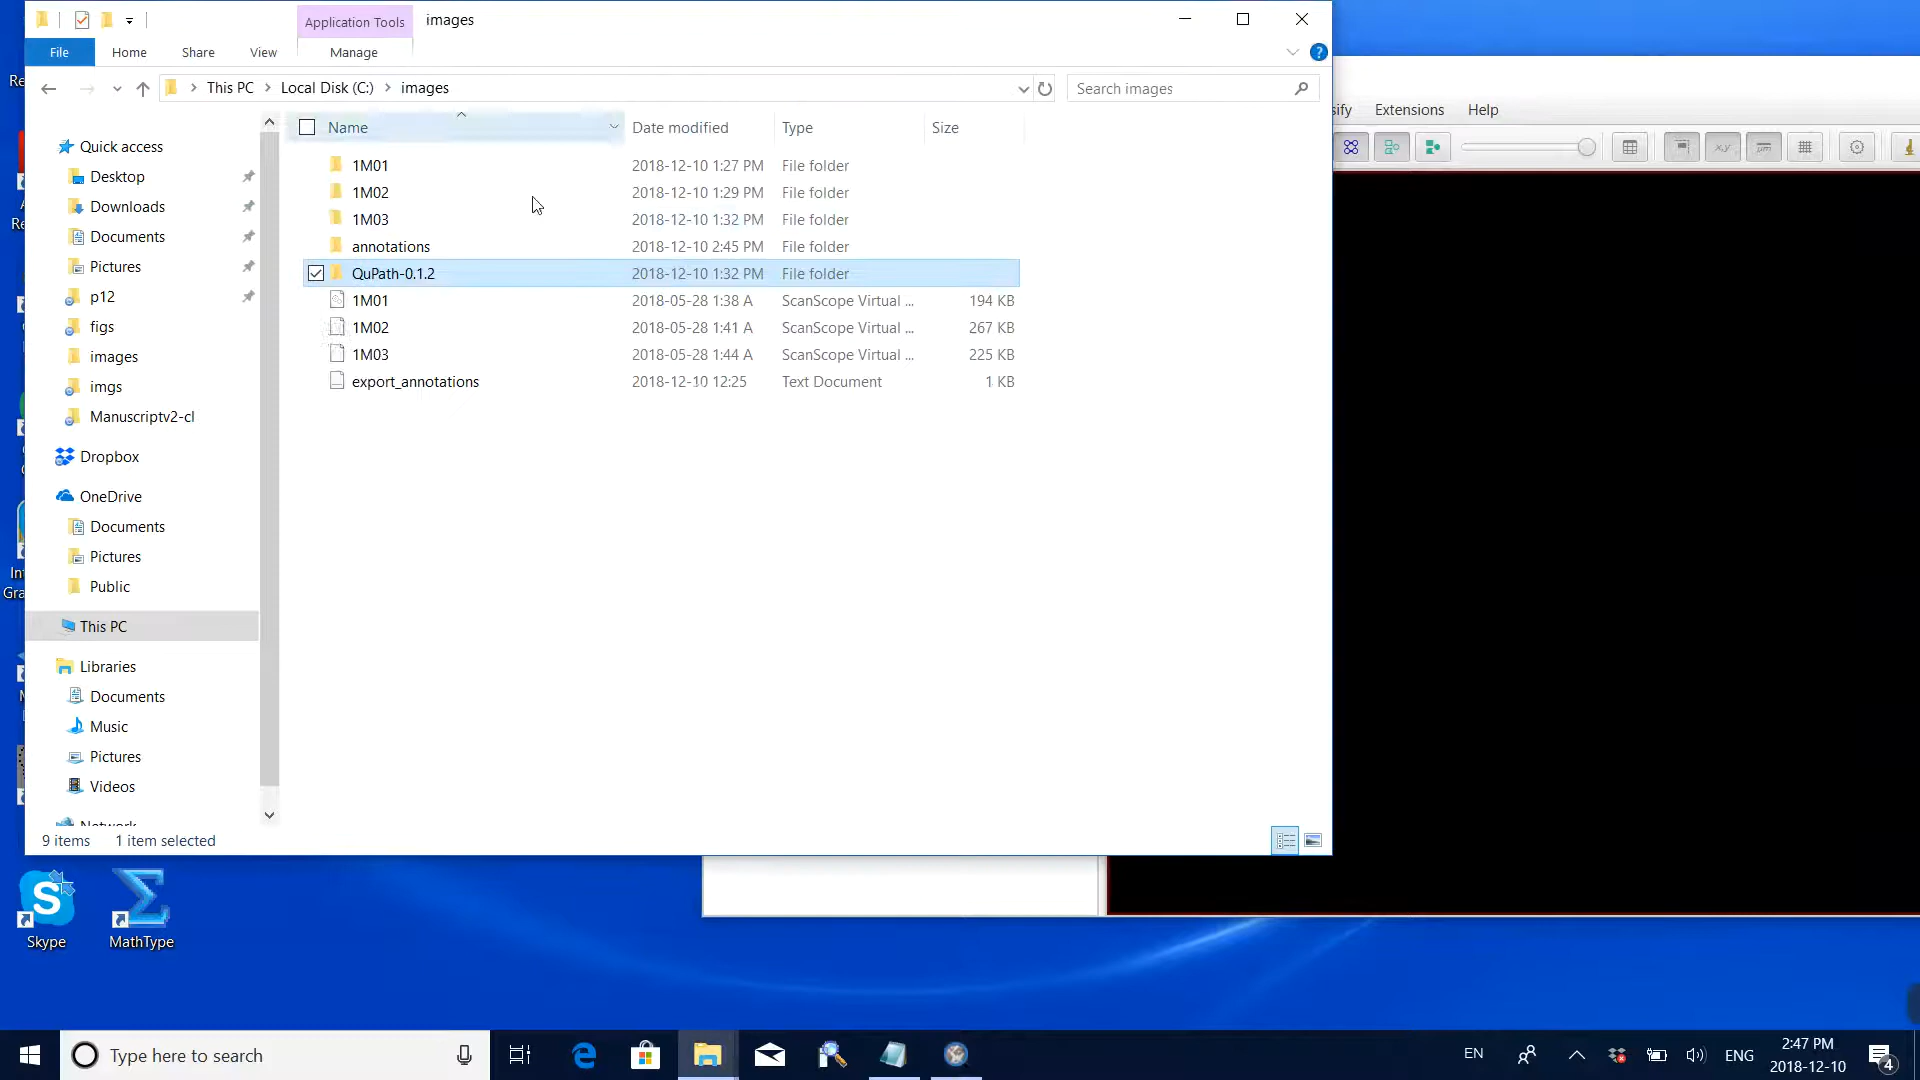 Application Tools
images
File
Home
Share
View
Manage
This PC
Local Disk (C:)
images
Search images
Extensions
Help
Name
Date modified
Type
Size
Quick access
Desktop
Downloads
Documents
Pictures
p12
figs
images
imgs
Manuscriptv2-cl
Dropbox
OneDrive
Documents
Pictures
Public
This PC
Libraries
Documents
Music
Pictures
Videos
Network
1M01 2018-12-10 1:27 PM File folder
1M02 2018-12-10 1:29 PM File folder
1M03 2018-12-10 1:32 PM File folder
annotations 2018-12-10 2:45 PM File folder
QuPath-0.1.2 2018-12-10 1:32 PM File folder
1M01 2018-05-28 1:38 A ScanScope Virtual ... 194 KB
1M02 2018-05-28 1:41 A ScanScope Virtual ... 267 KB
1M03 2018-05-28 1:44 A ScanScope Virtual ... 225 KB
export_annotations 2018-12-10 12:25 Text Document 1 KB
9 items 1 item selected
Skype
MathType
Type here to search
EN
ENG
2:47 PM
2018-12-10
4